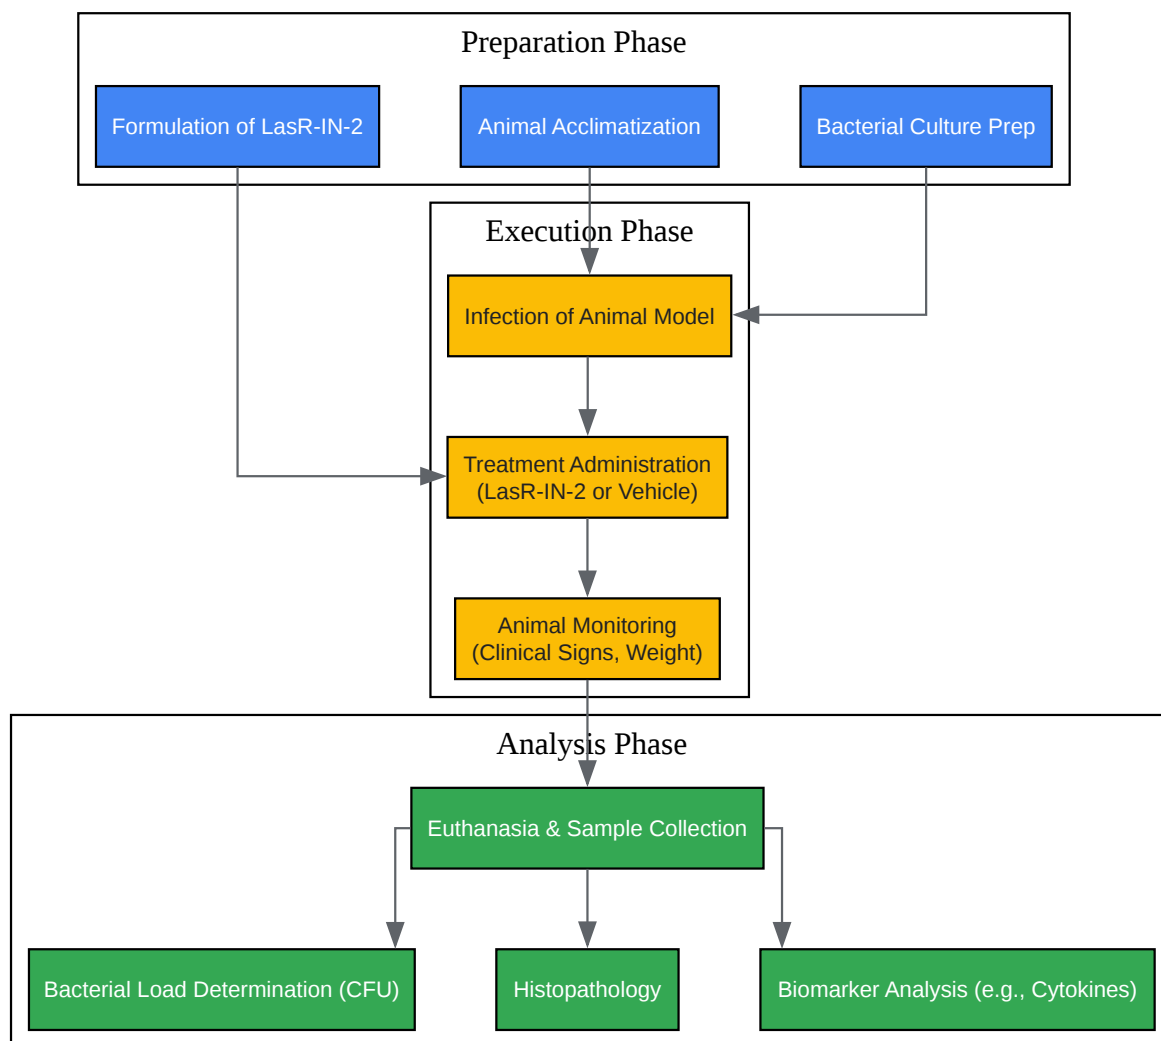 Preparation Phase
Formulation of LasR-IN-2
Animal Acclimatization
Bacterial Culture Prep
Execution Phase
Infection of Animal Model
Treatment Administration
(LasR-IN-2 or Vehicle)
Animal Monitoring
(Clinical Signs, Weight)
Analysis Phase
Euthanasia & Sample Collection
Bacterial Load Determination (CFU)
Histopathology
Biomarker Analysis (e.g., Cytokines)